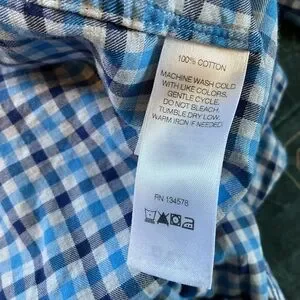 100% COTTON
MACHINE WASH COLD
WITH LIKE COLORS.
GENTLE CYCLE.
DO NOT BLEACH.
TUMBLE DRY LOW.
WARM IRON IF NEEDED.
RN 134578